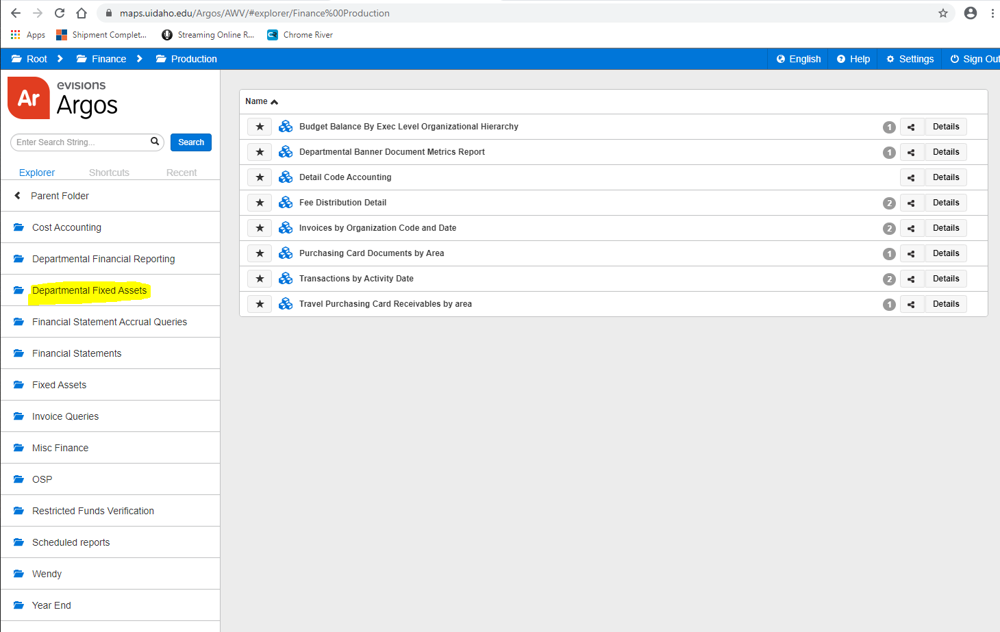 maps.uidaho.edu/Argos/AWV/#explorer/Finance%00Production
Apps Shipment Complet... Streaming Online R... Chrome River
Root Finance Production English Help Settings Sign Out
Ar evisions
Argos
Enter Search String... Search
Explorer Shortcuts Recent
Parent Folder
Cost Accounting
Departmental Financial Reporting
Departmental Fixed Assets
Financial Statement Accrual Queries
Financial Statements
Fixed Assets
Invoice Queries
Misc Finance
OSP
Restricted Funds Verification
Scheduled reports
Wendy
Year End
Name
Budget Balance By Exec Level Organizational Hierarchy 1 Details
Departmental Banner Document Metrics Report 1 Details
Detail Code Accounting Details
Fee Distribution Detail 2 Details
Invoices by Organization Code and Date 2 Details
Purchasing Card Documents by Area 1 Details
Transactions by Activity Date 2 Details
Travel Purchasing Card Receivables by area 1 Details